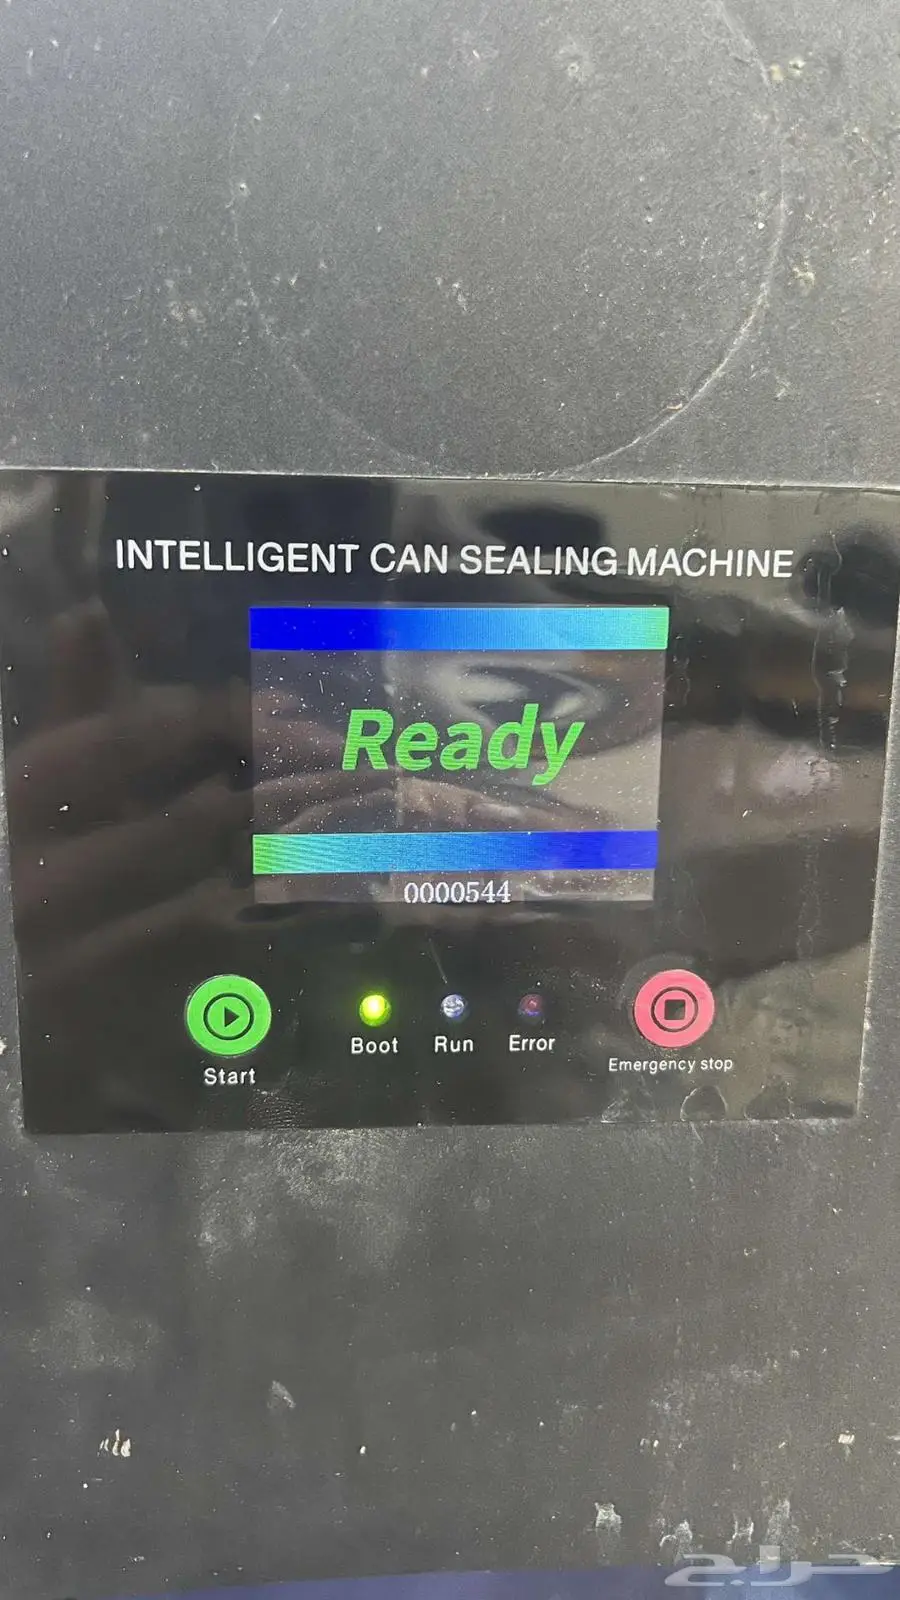 INTELLIGENT CAN SEALING MACHINE
Ready
0000544
Boot
Run
Error
Start
Emergency stop
حراج